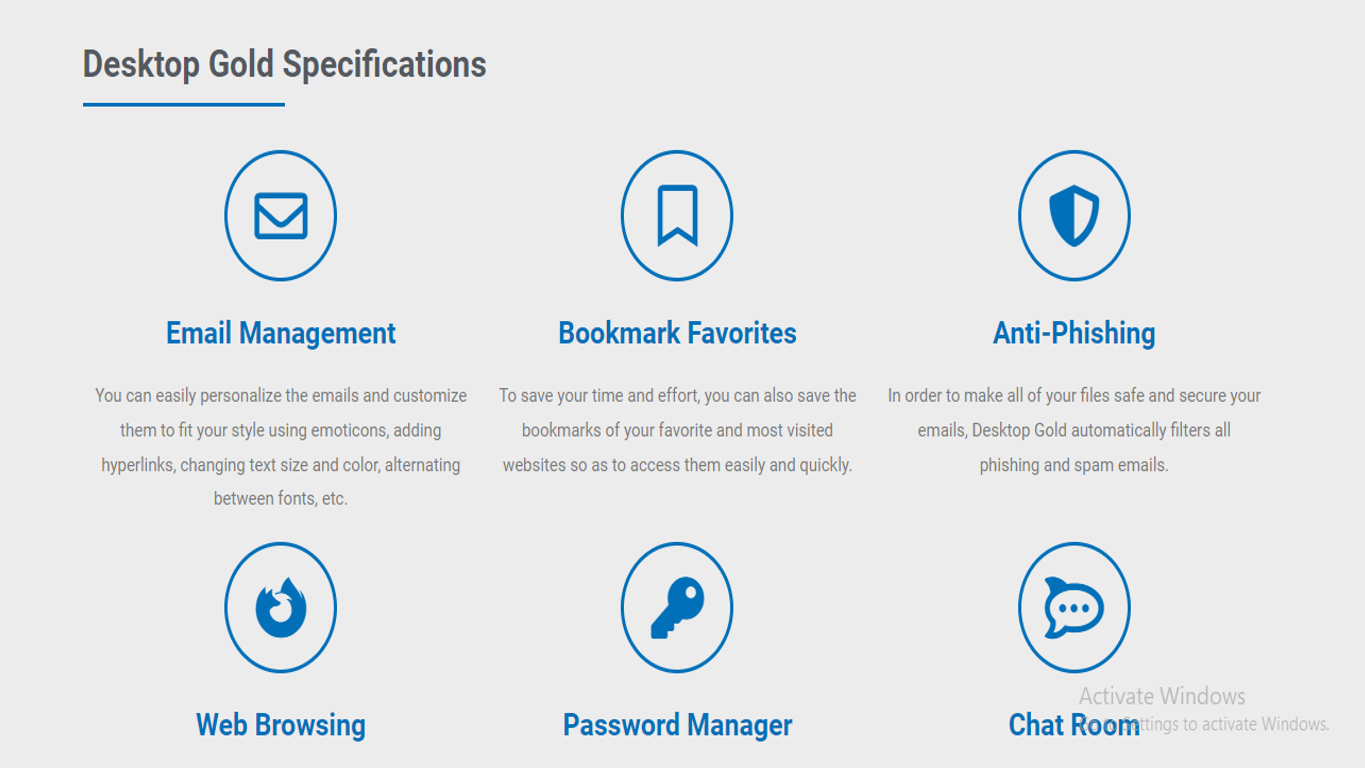 Desktop Gold Specifications
Email Management
Bookmark Favorites
Anti-Phishing
You can easily personalize the emails and customize
them to fit your style using emoticons, adding
hyperlinks, changing text size and color, alternating
between fonts, etc.
To save your time and effort, you can also save the
bookmarks of your favorite and most visited
websites so as to access them easily and quickly.
In order to make all of your files safe and secure your
emails, Desktop Gold automatically filters all
phishing and spam emails.
Web Browsing
Password Manager
Chat Room
Activate Windows
Go to Settings to activate Windows.